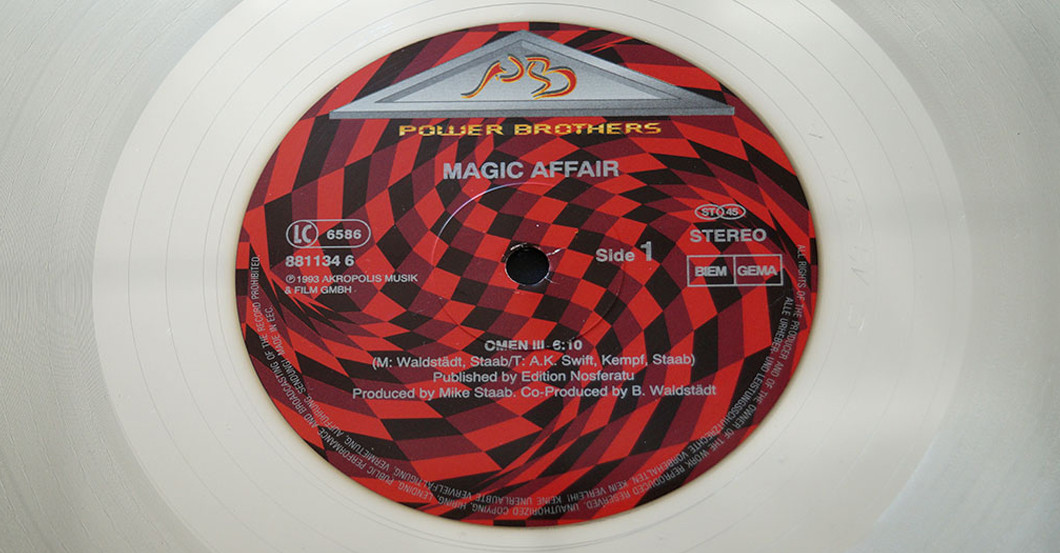 PB
POWER BROTHERS
MAGIC AFFAIR
LC 6586
881134 6
℗ 1993 AKROPOLIS MUSIK
& FILM GMBH
ST 45
STEREO
BIEM GEMA
Side 1
OMEN III - 6:10
(M: Waldstädt, Staab/T: A.K. Swift, Kempf, Staab)
Published by Edition Nosferatu
Produced by Mike Staab. Co-Produced by B. Waldstädt
ALL RIGHTS OF THE PRODUCER AND OF THE OWNER OF THE WORK REPRODUCED RESERVED. UNAUTHORIZED COPYING, HIRING, LENDING, PUBLIC PERFORMANCE AND BROADCASTING OF THE RECORD PROHIBITED.
ALLE URHEBER- UND LEISTUNGSSCHUTZRECHTE VORBEHALTEN. KEIN VERLEIH! KEINE UNERLAUBTE VERVIELFÄLTIGUNG, VERMIETUNG, AUFFÜHRUNG, SENDUNG! MADE IN EEC.